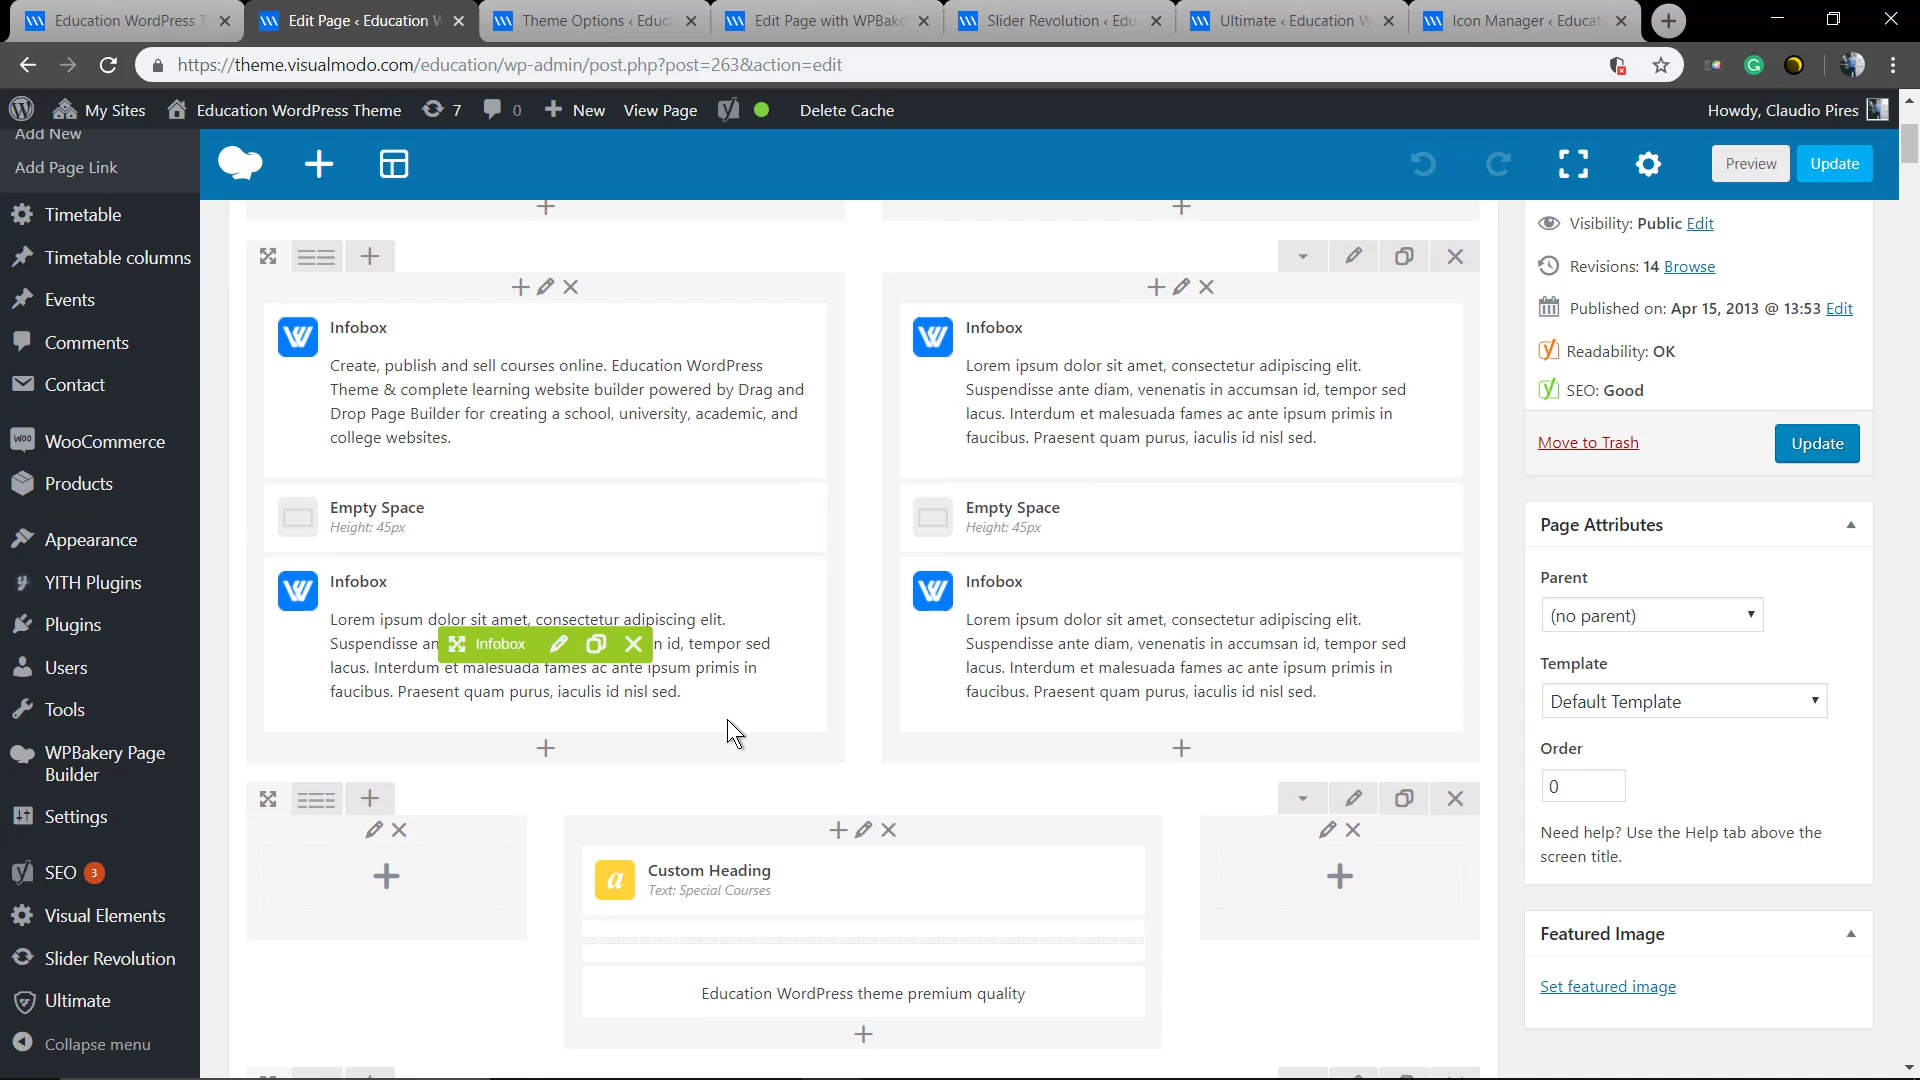 Education WordPress T
Edit Page ‹ Education W
Theme Options ‹ Educa
Edit Page with WPBake
Slider Revolution ‹ Edu
Ultimate ‹ Education W
Icon Manager ‹ Educat
https://theme.visualmodo.com/education/wp-admin/post.php?post=263&action=edit
My Sites
Education WordPress Theme
7
0
New
View Page
Delete Cache
Howdy, Claudio Pires
Add New
Add Page Link
Timetable
Timetable columns
Events
Comments
Contact
WooCommerce
Products
Appearance
YITH Plugins
Plugins
Users
Tools
WPBakery Page
Builder
Settings
SEO 3
Visual Elements
Slider Revolution
Ultimate
Collapse menu
Preview
Update
Infobox
Create, publish and sell courses online. Education WordPress
Theme & complete learning website builder powered by Drag and
Drop Page Builder for creating a school, university, academic, and
college websites.
Empty Space
Height: 45px
Infobox
Lorem ipsum dolor sit amet, consectetur adipiscing elit.
Suspendisse an
Infobox
n id, tempor sed
lacus. Interdum et malesuada fames ac ante ipsum primis in
faucibus. Praesent quam purus, iaculis id nisl sed.
Infobox
Lorem ipsum dolor sit amet, consectetur adipiscing elit.
Suspendisse ante diam, venenatis in accumsan id, tempor sed
lacus. Interdum et malesuada fames ac ante ipsum primis in
faucibus. Praesent quam purus, iaculis id nisl sed.
Empty Space
Height: 45px
Infobox
Lorem ipsum dolor sit amet, consectetur adipiscing elit.
Suspendisse ante diam, venenatis in accumsan id, tempor sed
lacus. Interdum et malesuada fames ac ante ipsum primis in
faucibus. Praesent quam purus, iaculis id nisl sed.
a
Custom Heading
Text: Special Courses
Education WordPress theme premium quality
Visibility: Public Edit
Revisions: 14 Browse
Published on: Apr 15, 2013 @ 13:53 Edit
Readability: OK
SEO: Good
Move to Trash
Update
Page Attributes
Parent
(no parent)
Template
Default Template
Order
0
Need help? Use the Help tab above the
screen title.
Featured Image
Set featured image